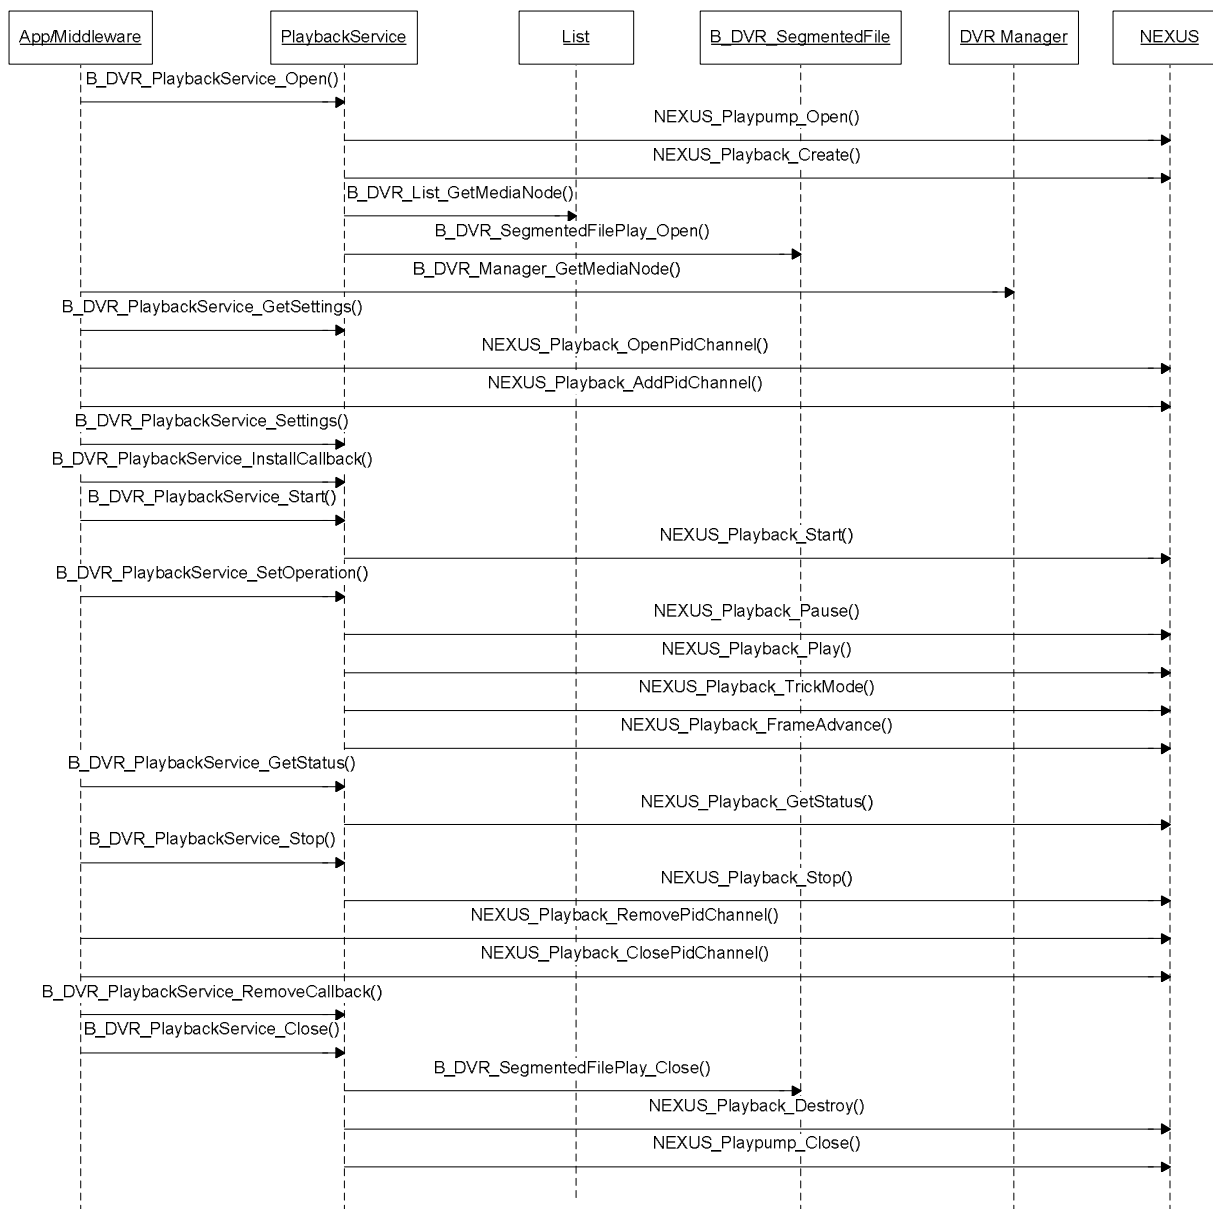 App/Middleware
PlaybackService
List
B_DVR_SegmentedFile
DVR Manager
NEXUS
B_DVR_PlaybackService_Open()
NEXUS_Playpump_Open()
NEXUS_Playback_Create()
B_DVR_List_GetMediaNode()
B_DVR_SegmentedFilePlay_Open()
B_DVR_Manager_GetMediaNode()
B_DVR_PlaybackService_GetSettings()
NEXUS_Playback_OpenPidChannel()
NEXUS_Playback_AddPidChannel()
B_DVR_PlaybackService_Settings()
B_DVR_PlaybackService_InstallCallback()
B_DVR_PlaybackService_Start()
NEXUS_Playback_Start()
B_DVR_PlaybackService_SetOperation()
NEXUS_Playback_Pause()
NEXUS_Playback_Play()
NEXUS_Playback_TrickMode()
NEXUS_Playback_FrameAdvance()
B_DVR_PlaybackService_GetStatus()
NEXUS_Playback_GetStatus()
B_DVR_PlaybackService_Stop()
NEXUS_Playback_Stop()
NEXUS_Playback_RemovePidChannel()
NEXUS_Playback_ClosePidChannel()
B_DVR_PlaybackService_RemoveCallback()
B_DVR_PlaybackService_Close()
B_DVR_SegmentedFilePlay_Close()
NEXUS_Playback_Destroy()
NEXUS_Playpump_Close()